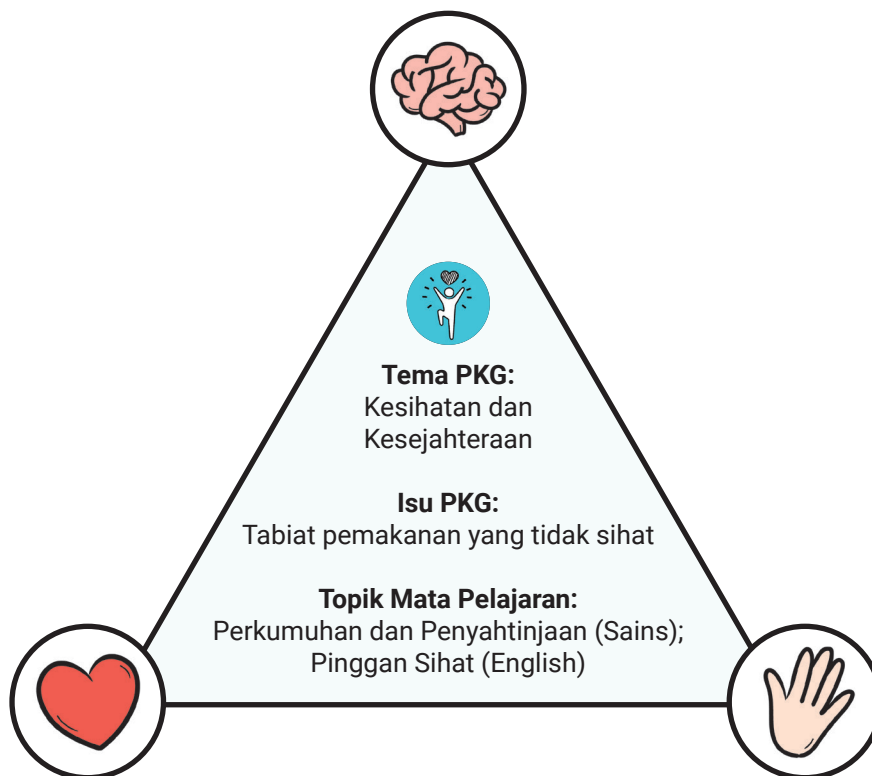 Tema PKG:
Kesihatan dan
Kesejahteraan
Isu PKG:
Tabiat pemakanan yang tidak sihat
Topik Mata Pelajaran:
Perkumuhan dan Penyahtinjaan (Sains);
Pinggan Sihat (English)